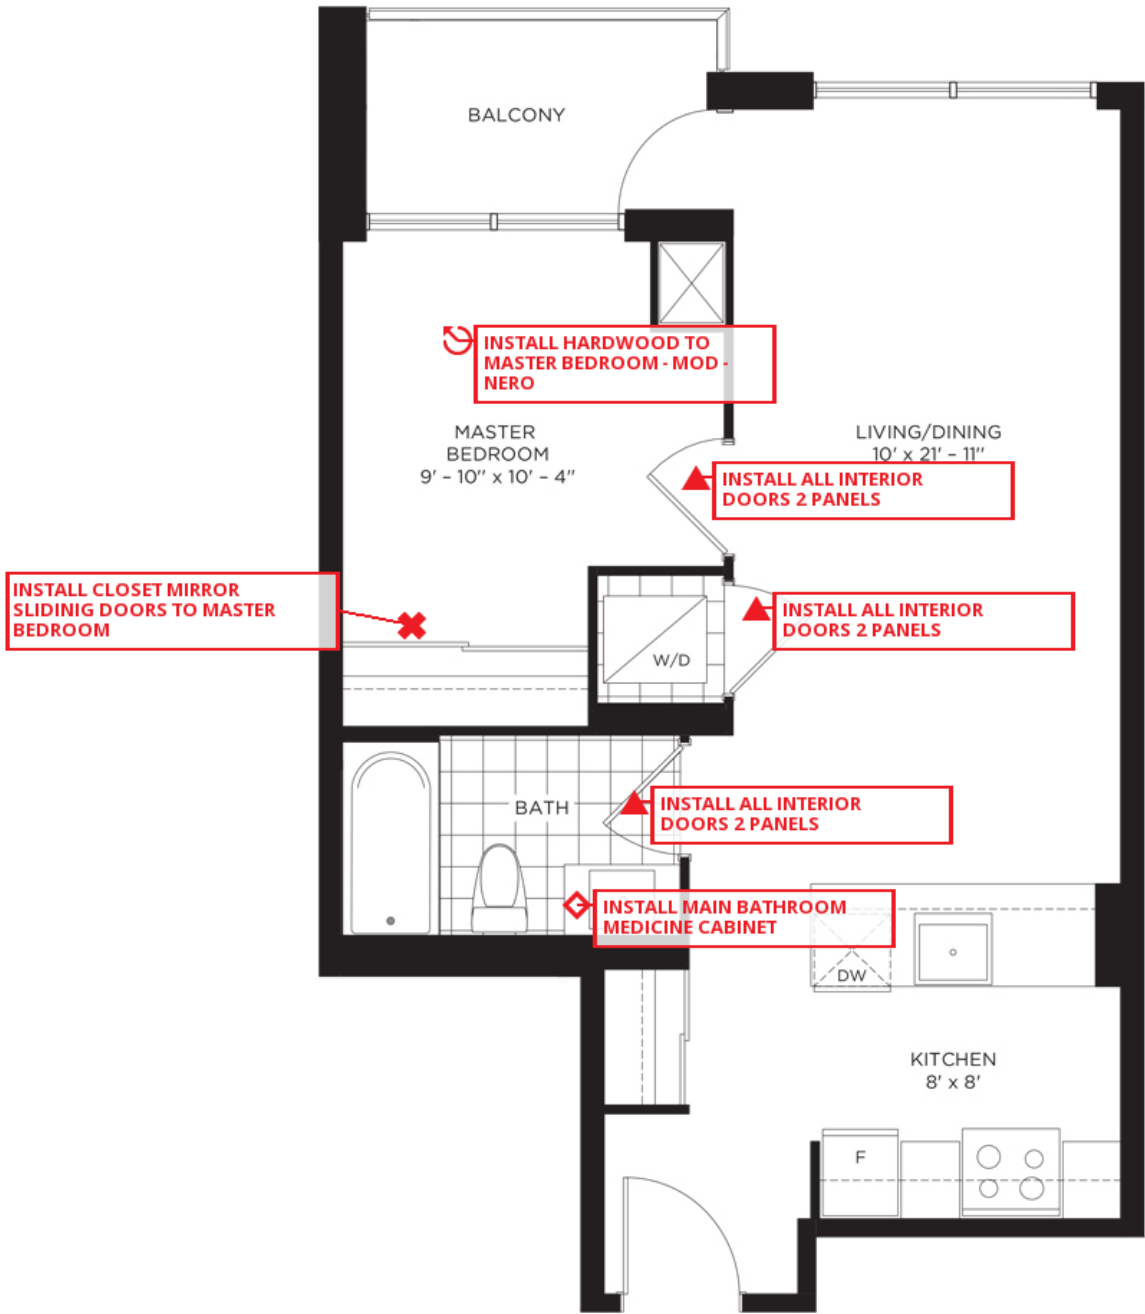 BALCONY
INSTALL HARDWOOD TO
MASTER BEDROOM - MOD -
NERO
MASTER
BEDROOM
9' - 10" x 10' - 4"
LIVING/DINING
10' x 21' - 11"
INSTALL ALL INTERIOR
DOORS 2 PANELS
INSTALL CLOSET MIRROR
SLIDINIG DOORS TO MASTER
BEDROOM
INSTALL ALL INTERIOR
DOORS 2 PANELS
W/D
BATH
INSTALL ALL INTERIOR
DOORS 2 PANELS
INSTALL MAIN BATHROOM
MEDICINE CABINET
DW
KITCHEN
8' x 8'
F